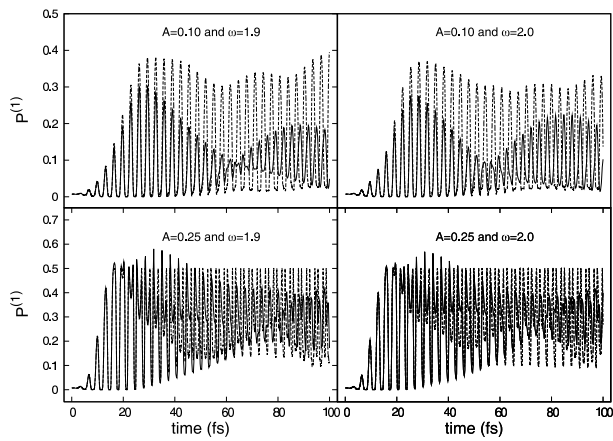 A=0.10 and ω=1.9
A=0.10 and ω=2.0
P(1)
0.5
0.4
0.3
0.2
0.1
0
A=0.25 and ω=1.9
A=0.25 and ω=2.0
P(1)
0.7
0.6
0.5
0.4
0.3
0.2
0.1
0
0 20 40 60 80 100
0 20 40 60 80 100
time (fs)
time (fs)